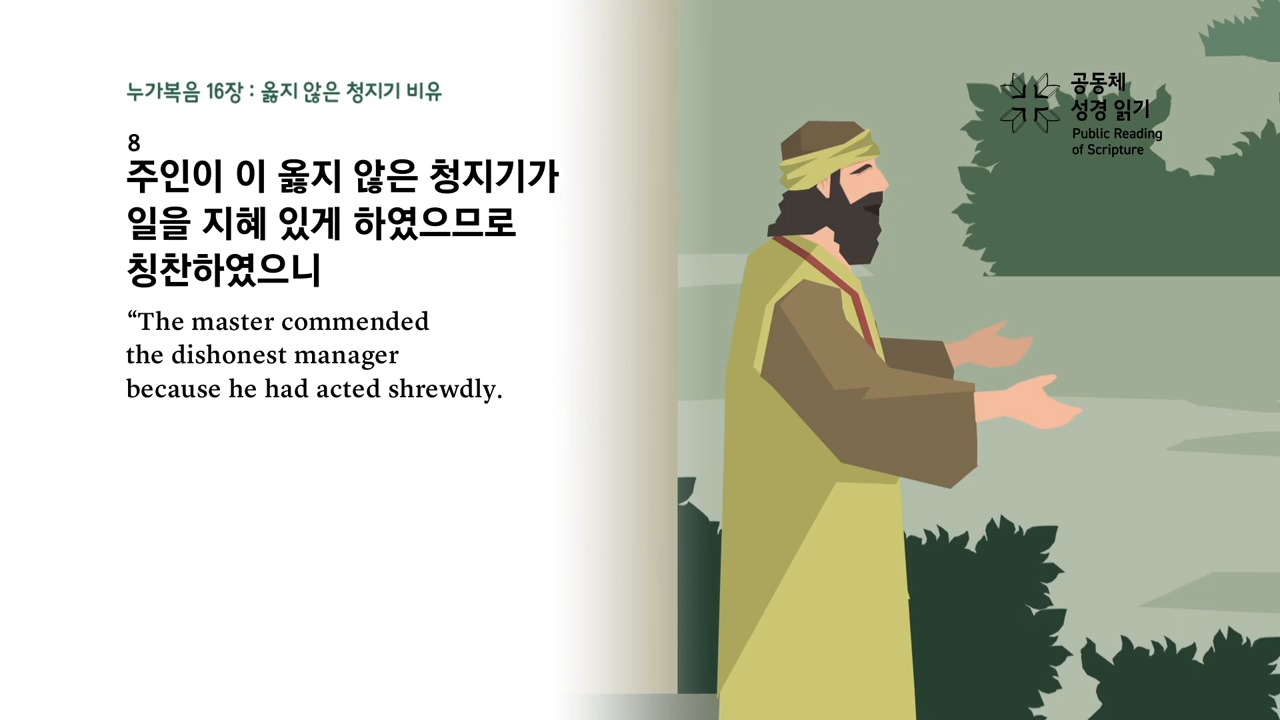 누가복음 16장 : 옳지 않은 청지기 비유
8
주인이 이 옳지 않은 청지기가
일을 지혜 있게 하였으므로
칭찬하였으니
“The master commended
the dishonest manager
because he had acted shrewdly.
공동체
성경 읽기
Public Reading
of Scripture